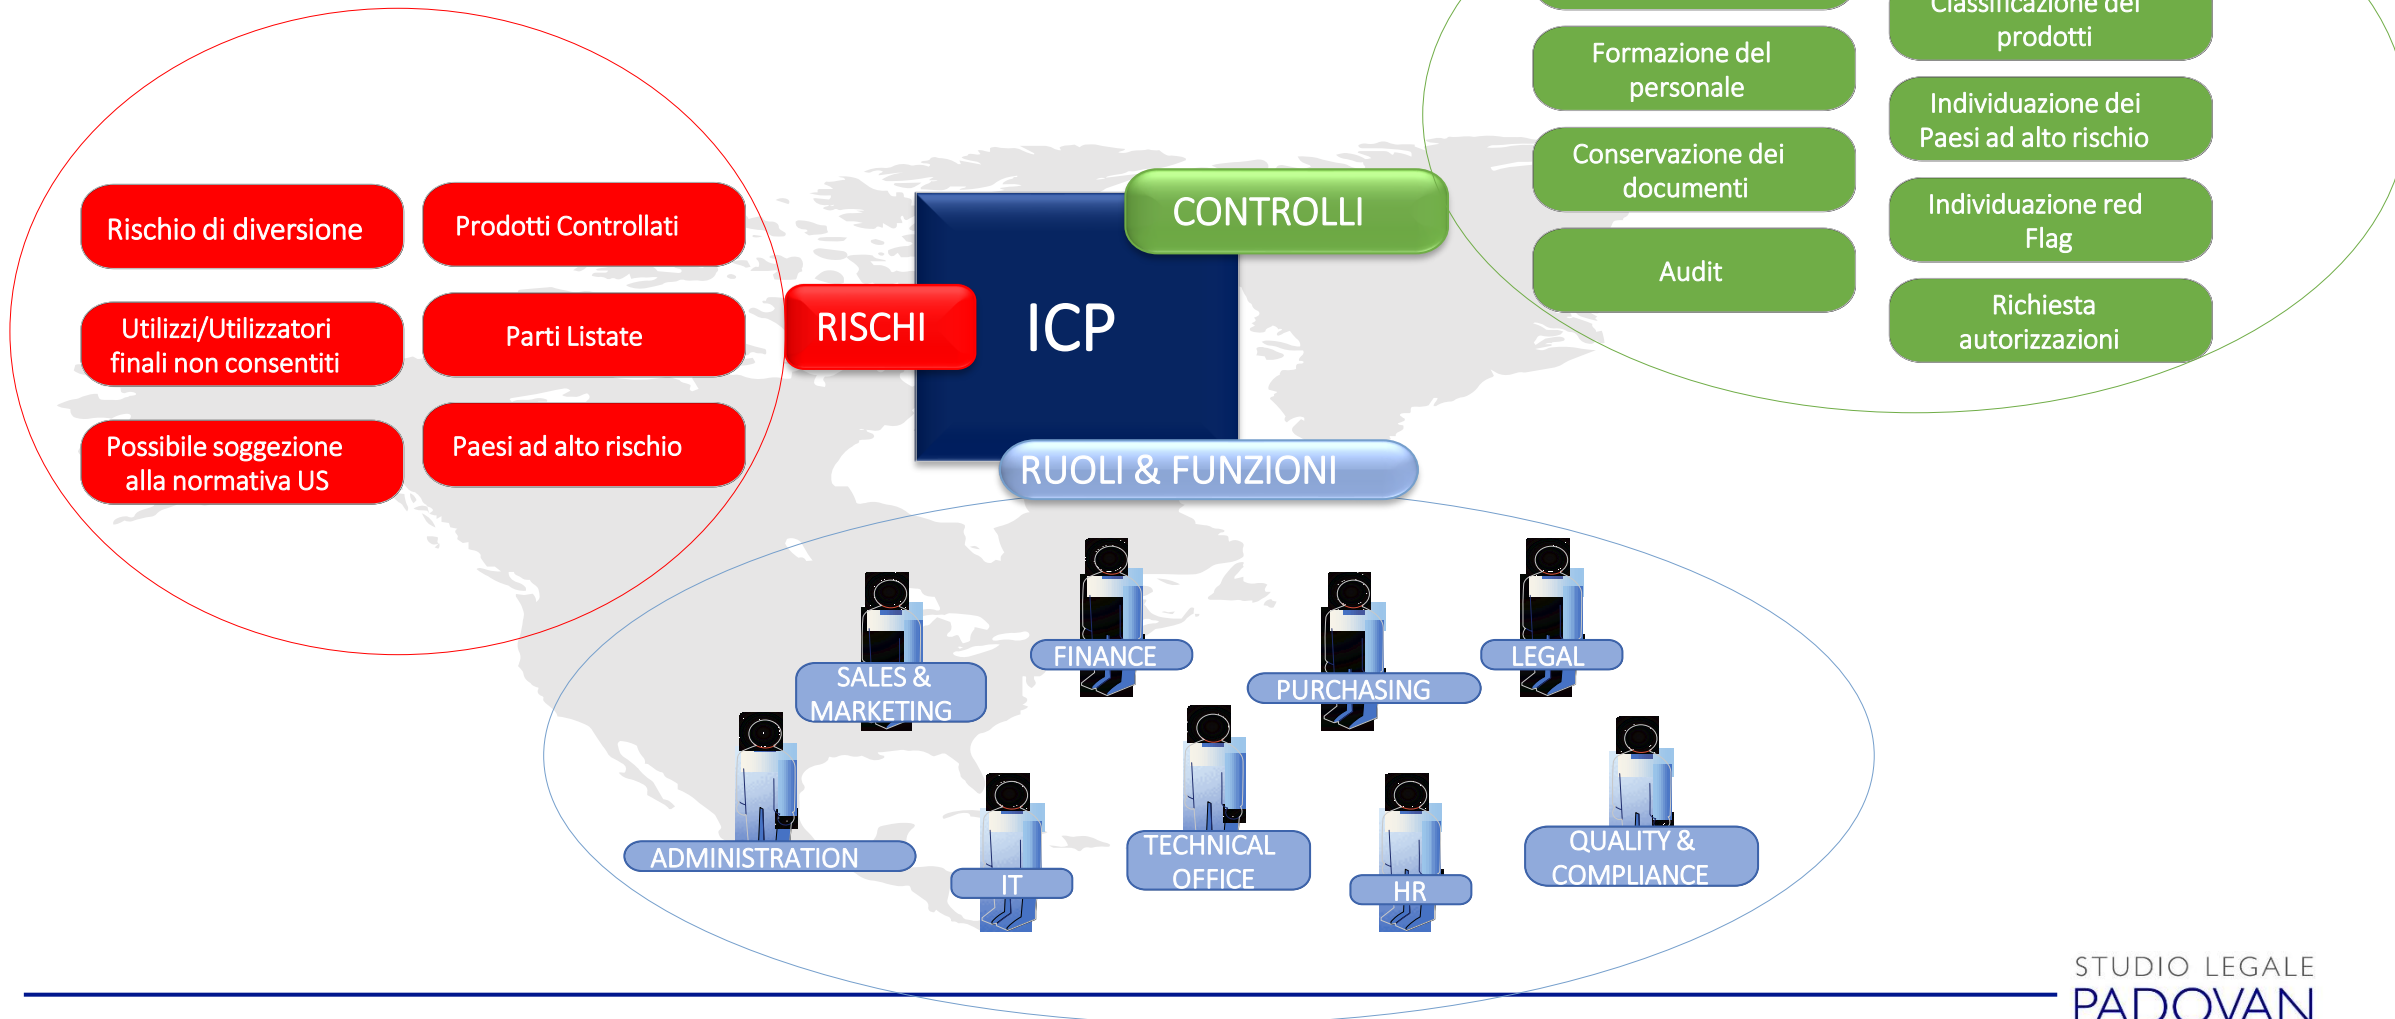 Classificazione dei
prodotti
Formazione del
personale
Individuazione dei
Paesi ad alto rischio
Conservazione dei
documenti
Individuazione red
Flag
Audit
Richiesta
autorizzazioni
CONTROLLI
Rischio di diversione
Prodotti Controllati
Utilizzi/Utilizzatori
finali non consentiti
Parti Listate
Possibile soggezione
alla normativa US
Paesi ad alto rischio
RISCHI
ICP
RUOLI & FUNZIONI
SALES &
MARKETING
FINANCE
PURCHASING
LEGAL
ADMINISTRATION
IT
TECHNICAL
OFFICE
HR
QUALITY &
COMPLIANCE
STUDIO LEGALE
PADOVAN